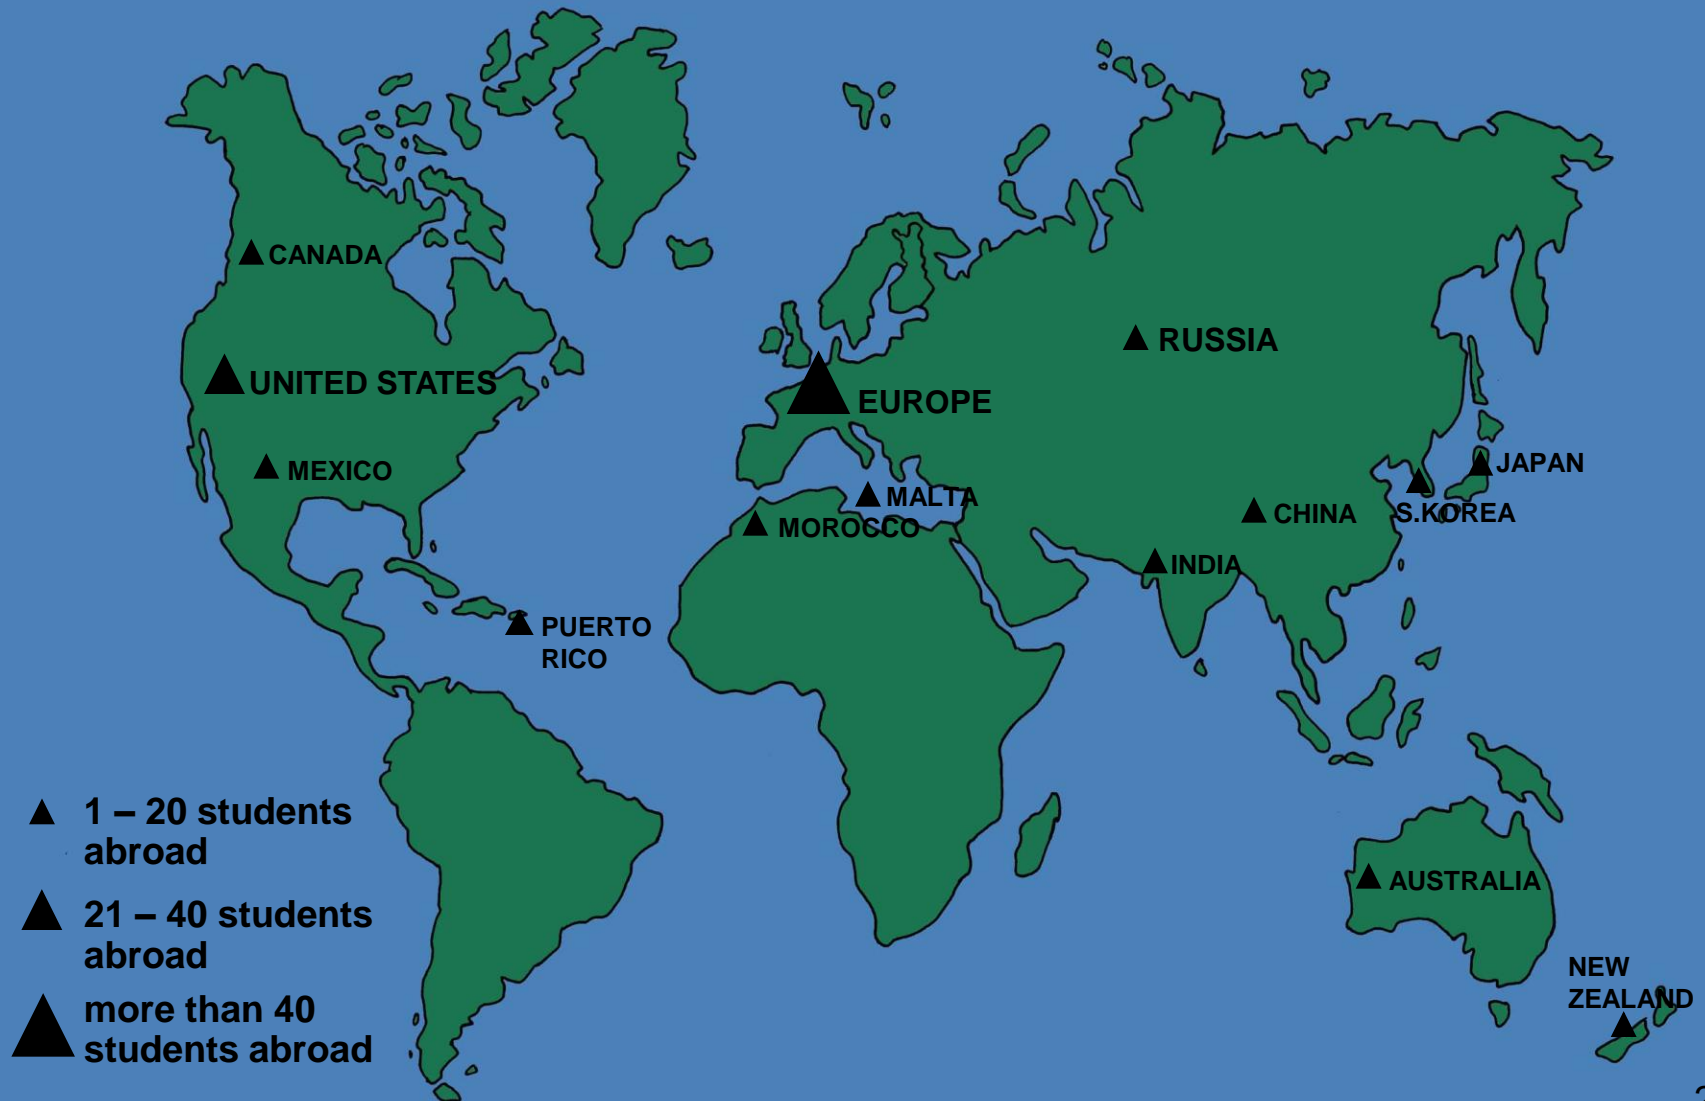 CANADA
RUSSIA
UNITED STATES
EUROPE
MEXICO
JAPAN
MALTA
S.KOREA
CHINA
MOROCCO
INDIA
PUERTO
RICO
1 – 20 students
abroad
AUSTRALIA
21 – 40 students
abroad
NEW
ZEALAND
more than 40
students abroad